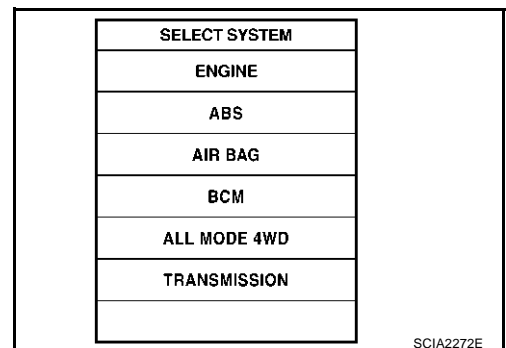 SELECT SYSTEM
ENGINE
ABS
AIR BAG
BCM
ALL MODE 4WD
TRANSMISSION
SCIA2272E